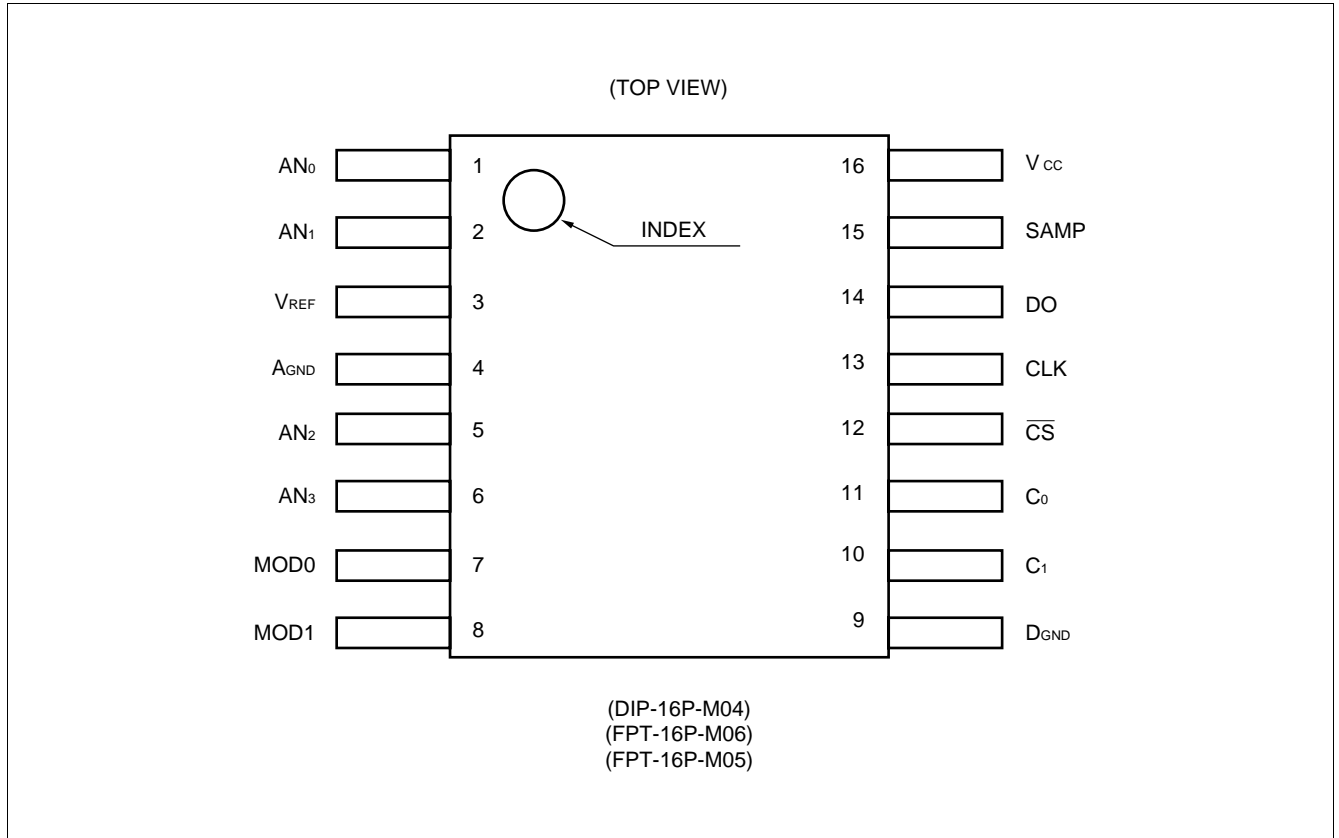 (TOP VIEW)
AN₀ 1 16 V CC
AN₁ 2 INDEX 15 SAMP
VREF 3 14 DO
AGND 4 13 CLK
AN₂ 5 12 C̅S̅
AN₃ 6 11 C₀
MOD0 7 10 C₁
MOD1 8 9 DGND
(DIP-16P-M04)
(FPT-16P-M06)
(FPT-16P-M05)